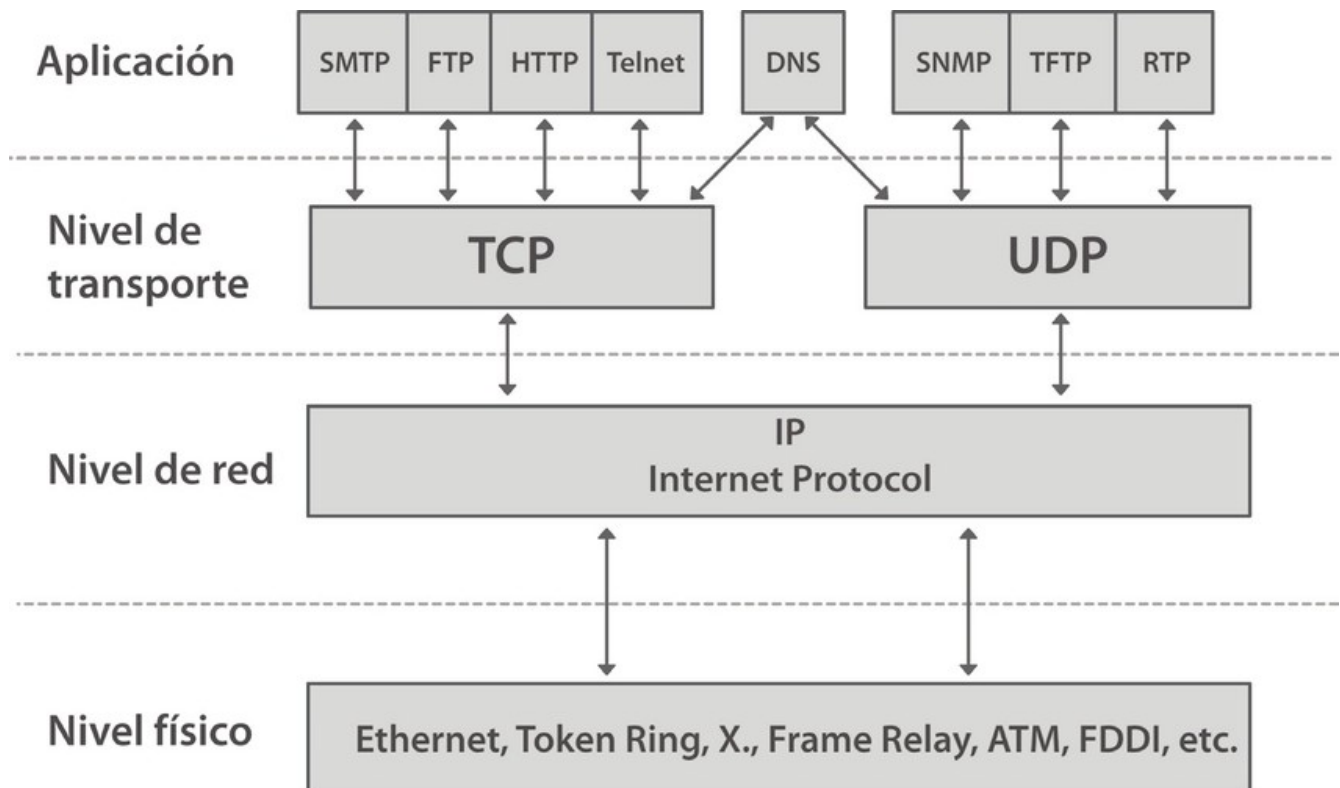 Aplicación
SMTP FTP HTTP Telnet DNS SNMP TFTP RTP
Nivel de
transporte
TCP UDP
Nivel de red
IP
Internet Protocol
Nivel físico
Ethernet, Token Ring, X., Frame Relay, ATM, FDDI, etc.